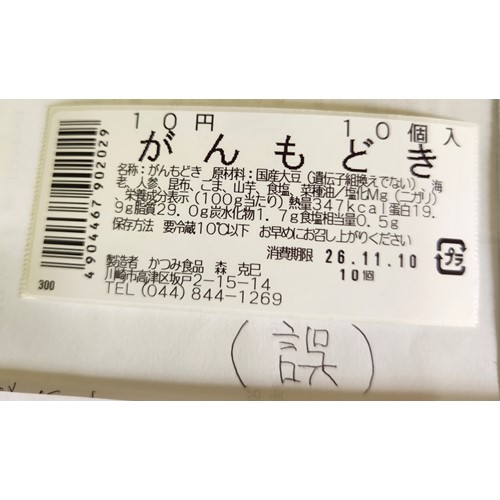 10円 10個入
がんもどき
名称：がんもどき 原材料：国産大豆（遺伝子組換えでない）、海
老、人参、昆布、ごま、山芋、食塩、菜種油／塩化Mg（ニガリ）
、栄養成分表示（100g当たり）熱量347kcal蛋白19.
9g脂質29.0g炭水化物1.7g食塩相当量0.5g
保存方法 要冷蔵10℃以下 お早めにお召し上がりください
消費期限 26.11.10
10個
製造者 かつみ食品 森 克巳
川崎市高津区坂戸2-15-14
TEL (044) 844-1269
プラ
4904467902029
300
（誤）